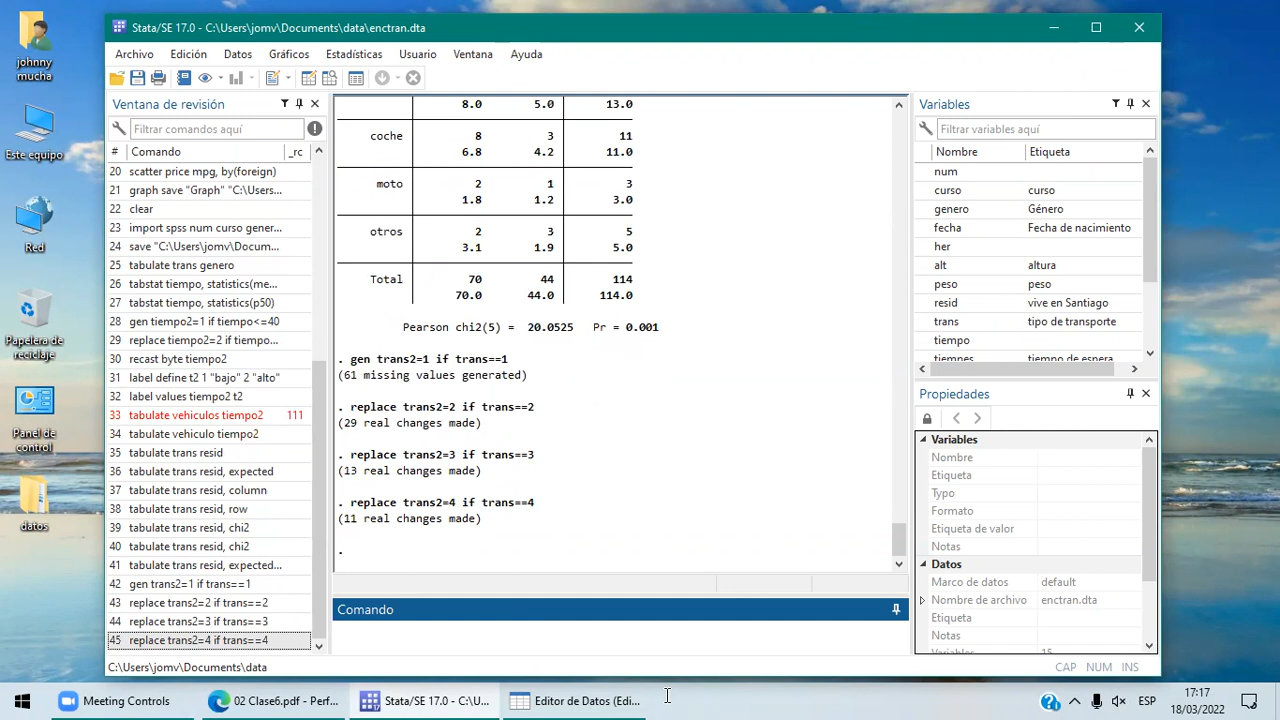 johnny
mucha
Este equipo
Red
Papelera de
reciclaje
Panel de
control
datos
Stata/SE 17.0 - C:\Users\jomv\Documents\data\enctran.dta
Archivo Edición Datos Gráficos Estadísticas Usuario Ventana Ayuda
Ventana de revisión
Filtrar comandos aquí
# Comando _rc
20 scatter price mpg, by(foreign)
21 graph save "Graph" "C:\Users...
22 clear
23 import spss num curso gener...
24 save "C:\Users\jomv\Docum...
25 tabulate trans genero
26 tabstat tiempo, statistics(me...
27 tabstat tiempo, statistics(p50)
28 gen tiempo2=1 if tiempo<=40
29 replace tiempo2=2 if tiempo...
30 recast byte tiempo2
31 label define t2 1 "bajo" 2 "alto"
32 label values tiempo2 t2
33 tabulate vehiculos tiempo2 111
34 tabulate vehiculo tiempo2
35 tabulate trans resid
36 tabulate trans resid, expected
37 tabulate trans resid, column
38 tabulate trans resid, row
39 tabulate trans resid, chi2
40 tabulate trans resid, chi2
41 tabulate trans resid, expected...
42 gen trans2=1 if trans==1
43 replace trans2=2 if trans==2
44 replace trans2=3 if trans==3
45 replace trans2=4 if trans==4
8.0 5.0 13.0
coche 8 3 11
6.8 4.2 11.0
moto 2 1 3
1.8 1.2 3.0
otros 2 3 5
3.1 1.9 5.0
Total 70 44 114
70.0 44.0 114.0
Pearson chi2(5) = 20.0525 Pr = 0.001
. gen trans2=1 if trans==1
(61 missing values generated)
. replace trans2=2 if trans==2
(29 real changes made)
. replace trans2=3 if trans==3
(13 real changes made)
. replace trans2=4 if trans==4
(11 real changes made)
.
Comando
Variables
Filtrar variables aquí
Nombre Etiqueta
num
curso curso
genero Género
fecha Fecha de nacimiento
her
alt altura
peso peso
resid vive en Santiago
trans tipo de transporte
tiempo
tiempnes tiempo de espera
Propiedades
Variables
Nombre
Etiqueta
Tipo
Formato
Etiqueta de valor
Notas
Datos
Marco de datos default
Nombre de archivo enctran.dta
Etiqueta
Notas
Variables 15
C:\Users\jomv\Documents\data
CAP NUM INS
Meeting Controls
02 Clase6.pdf - Perf...
Stata/SE 17.0 - C:\U...
Editor de Datos (Edi...
ESP
17:17
18/03/2022